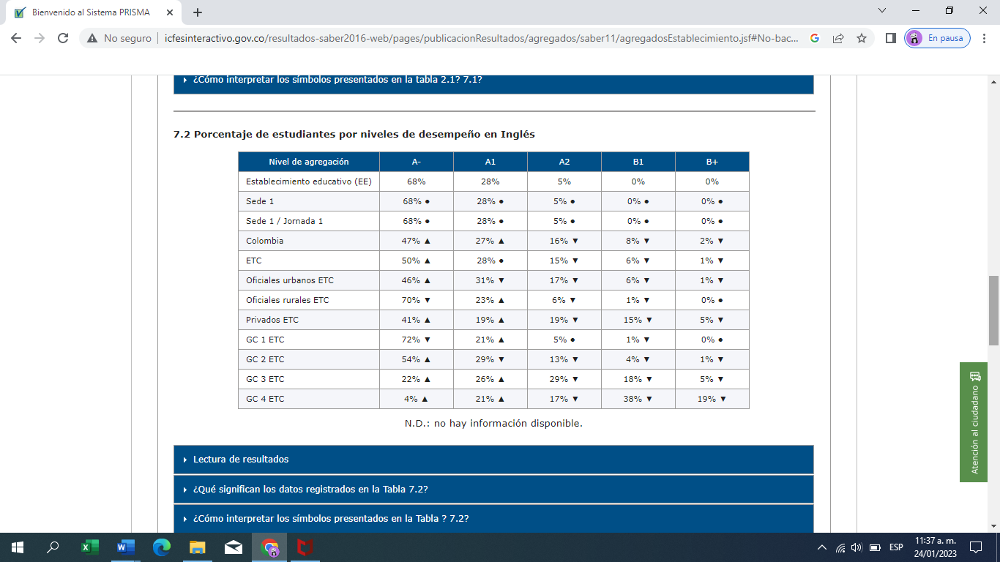 Bienvenido al Sistema PRISMA
No seguro
icfesinteractivo.gov.co/resultados-saber2016-web/pages/publicacionResultados/agregados/saber11/agregadosEstablecimiento.jsf#No-bac...
En pausa
¿Cómo interpretar los símbolos presentados en la tabla 2.1? 7.1?
7.2 Porcentaje de estudiantes por niveles de desempeño en Inglés
Nivel de agregación A- A1 A2 B1 B+
Establecimiento educativo (EE) 68% 28% 5% 0% 0%
Sede 1 68% ● 28% ● 5% ● 0% ● 0% ●
Sede 1 / Jornada 1 68% ● 28% ● 5% ● 0% ● 0% ●
Colombia 47% ▲ 27% ▲ 16% ▼ 8% ▼ 2% ▼
ETC 50% ▲ 28% ● 15% ▼ 6% ▼ 1% ▼
Oficiales urbanos ETC 46% ▲ 31% ▼ 17% ▼ 6% ▼ 1% ▼
Oficiales rurales ETC 70% ▼ 23% ▲ 6% ▼ 1% ▼ 0% ●
Privados ETC 41% ▲ 19% ▲ 19% ▼ 15% ▼ 5% ▼
GC 1 ETC 72% ▼ 21% ▲ 5% ● 1% ▼ 0% ●
GC 2 ETC 54% ▲ 29% ▼ 13% ▼ 4% ▼ 1% ▼
GC 3 ETC 22% ▲ 26% ▲ 29% ▼ 18% ▼ 5% ▼
GC 4 ETC 4% ▲ 21% ▲ 17% ▼ 38% ▼ 19% ▼
N.D.: no hay información disponible.
Lectura de resultados
¿Qué significan los datos registrados en la Tabla 7.2?
¿Cómo interpretar los símbolos presentados en la Tabla ? 7.2?
Atención al ciudadano
ESP
11:37 a. m.
24/01/2023